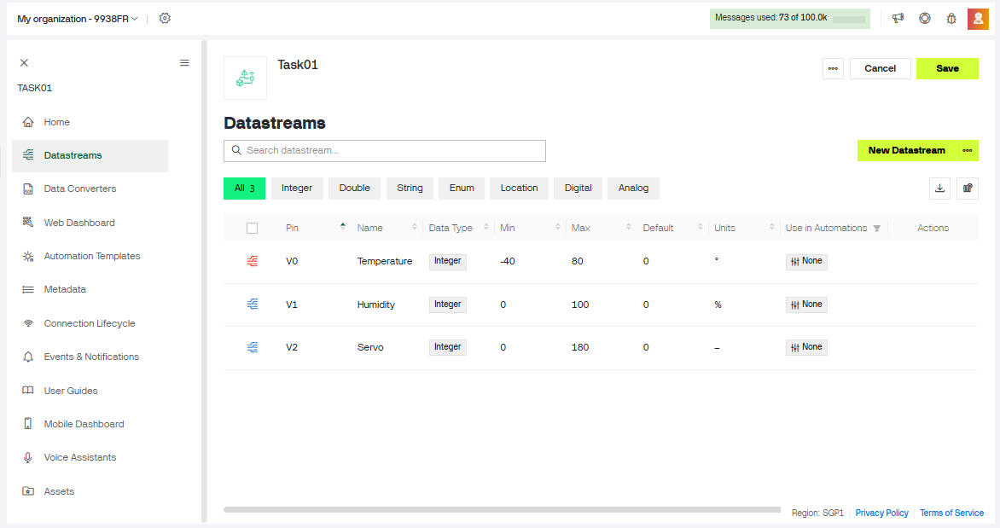 My organization - 9938FR
Messages used: 73 of 100.0k
TASK01
Home
Datastreams
Data Converters
Web Dashboard
Automation Templates
Metadata
Connection Lifecycle
Events & Notifications
User Guides
Mobile Dashboard
Voice Assistants
Assets
Task01
Cancel
Save
Datastreams
Search datastream...
New Datastream
All 3 Integer Double String Enum Location Digital Analog
Pin Name Data Type Min Max Default Units Use in Automations Actions
V0 Temperature Integer -40 80 0 ° None
V1 Humidity Integer 0 100 0 % None
V2 Servo Integer 0 180 0 – None
Region: SGP1 Privacy Policy Terms of Service